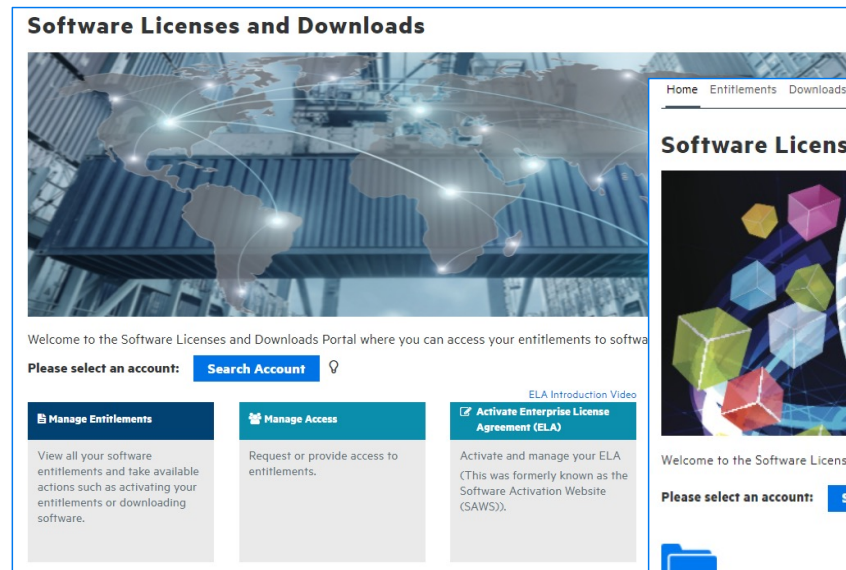 Software Licenses and Downloads
Welcome to the Software Licenses and Downloads Portal where you can access your entitlements to
Please select an account: Search Account
ELA Introduction Video
Manage Entitlements
View all your software
entitlements and take available
actions such as activating your
entitlements or downloading
software.
Manage Access
Request or provide access to
entitlements.
Activate Enterprise License
Agreement (ELA)
Activate and manage your ELA
(This was formerly known as the
Software Activation Website
(SAWS)).
Home Entitlements Downloads
Software
Welcome to the Software
Please select an account: